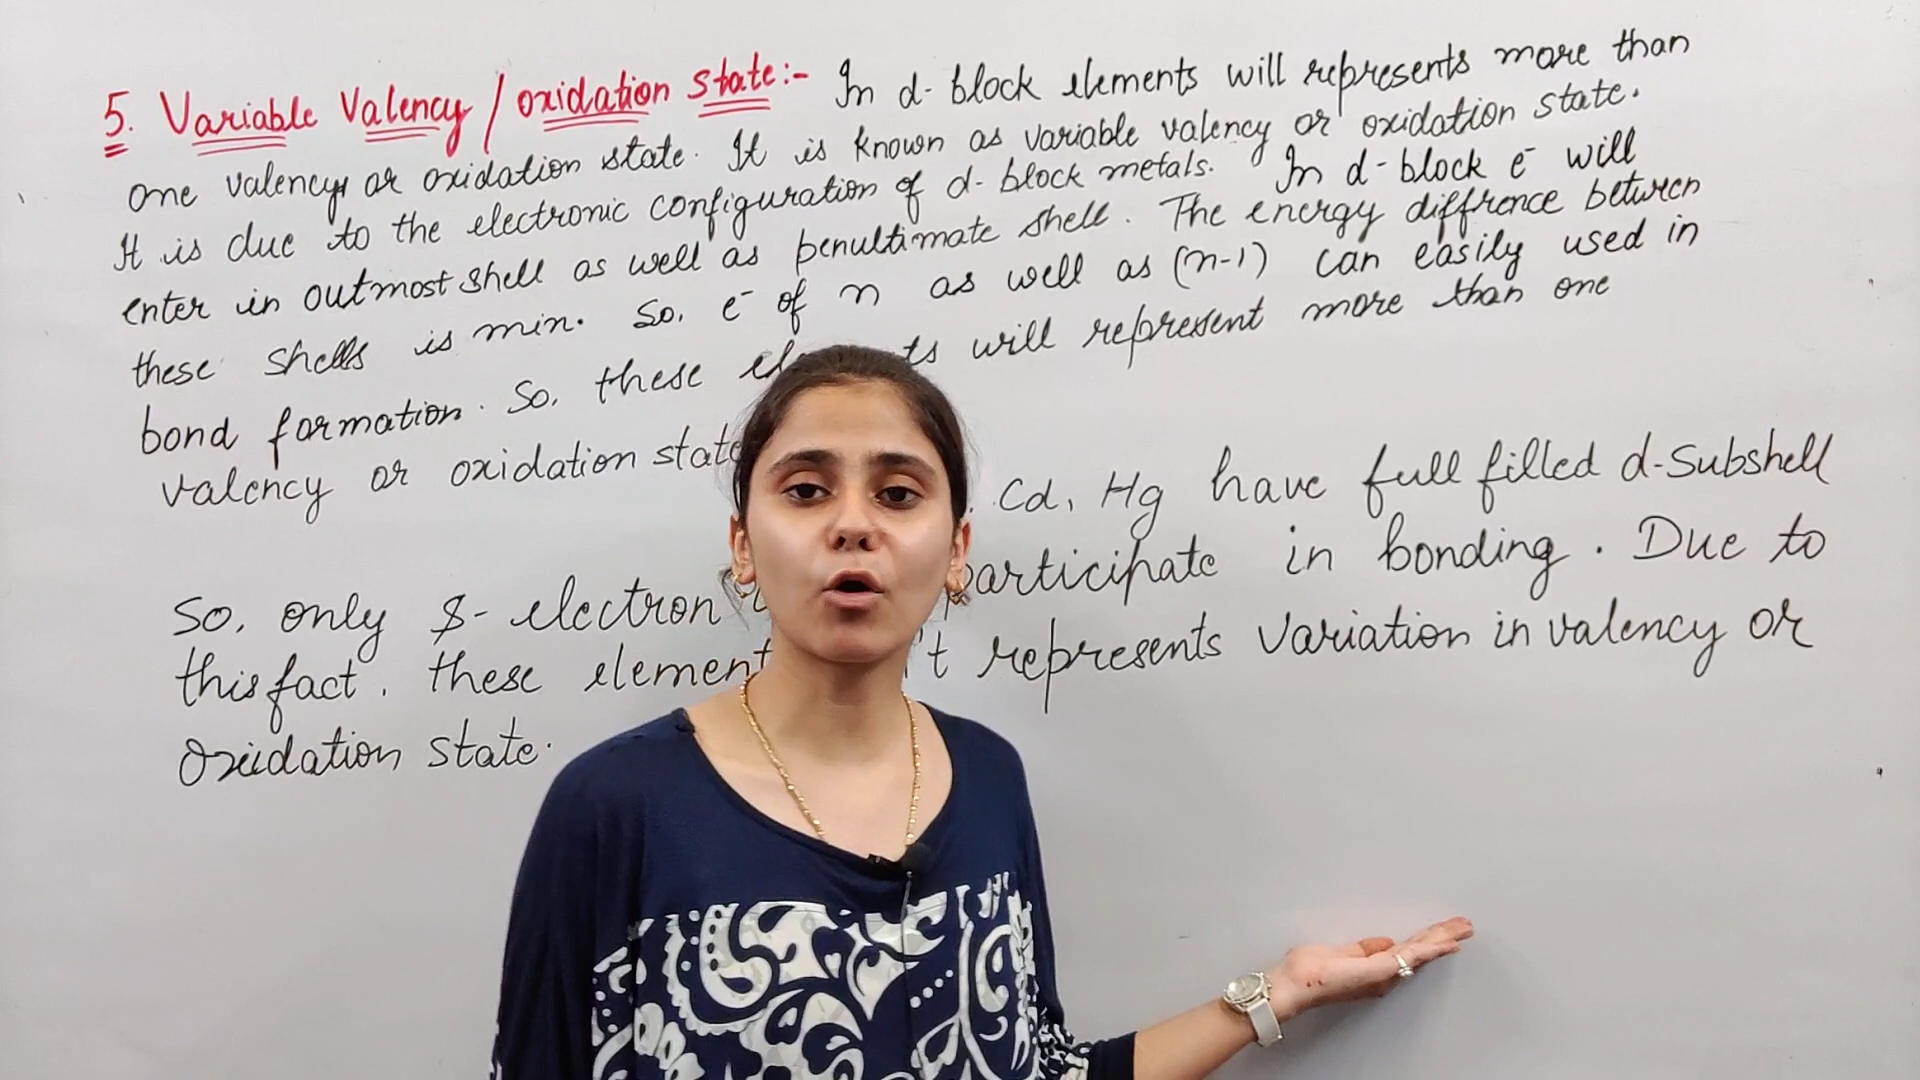 5. Variable Valency / oxidation state:- In d-block elements will represents more than
one valency or oxidation state. It is known as variable valency or oxidation state.
It is due to the electronic configuration of d-block metals. In d-block e⁻ will
enter in outmost shell as well as penultimate shell. The energy diffrence between
these shells is min. So, e⁻ of n as well as (n-1) can easily used in
bond formation. So, these will represent more than one
valency or oxidation state Cd, Hg have full filled d-Subshell
So, only s-electron participate in bonding. Due to
this fact, these represents variation in valency or
Oxidation state.